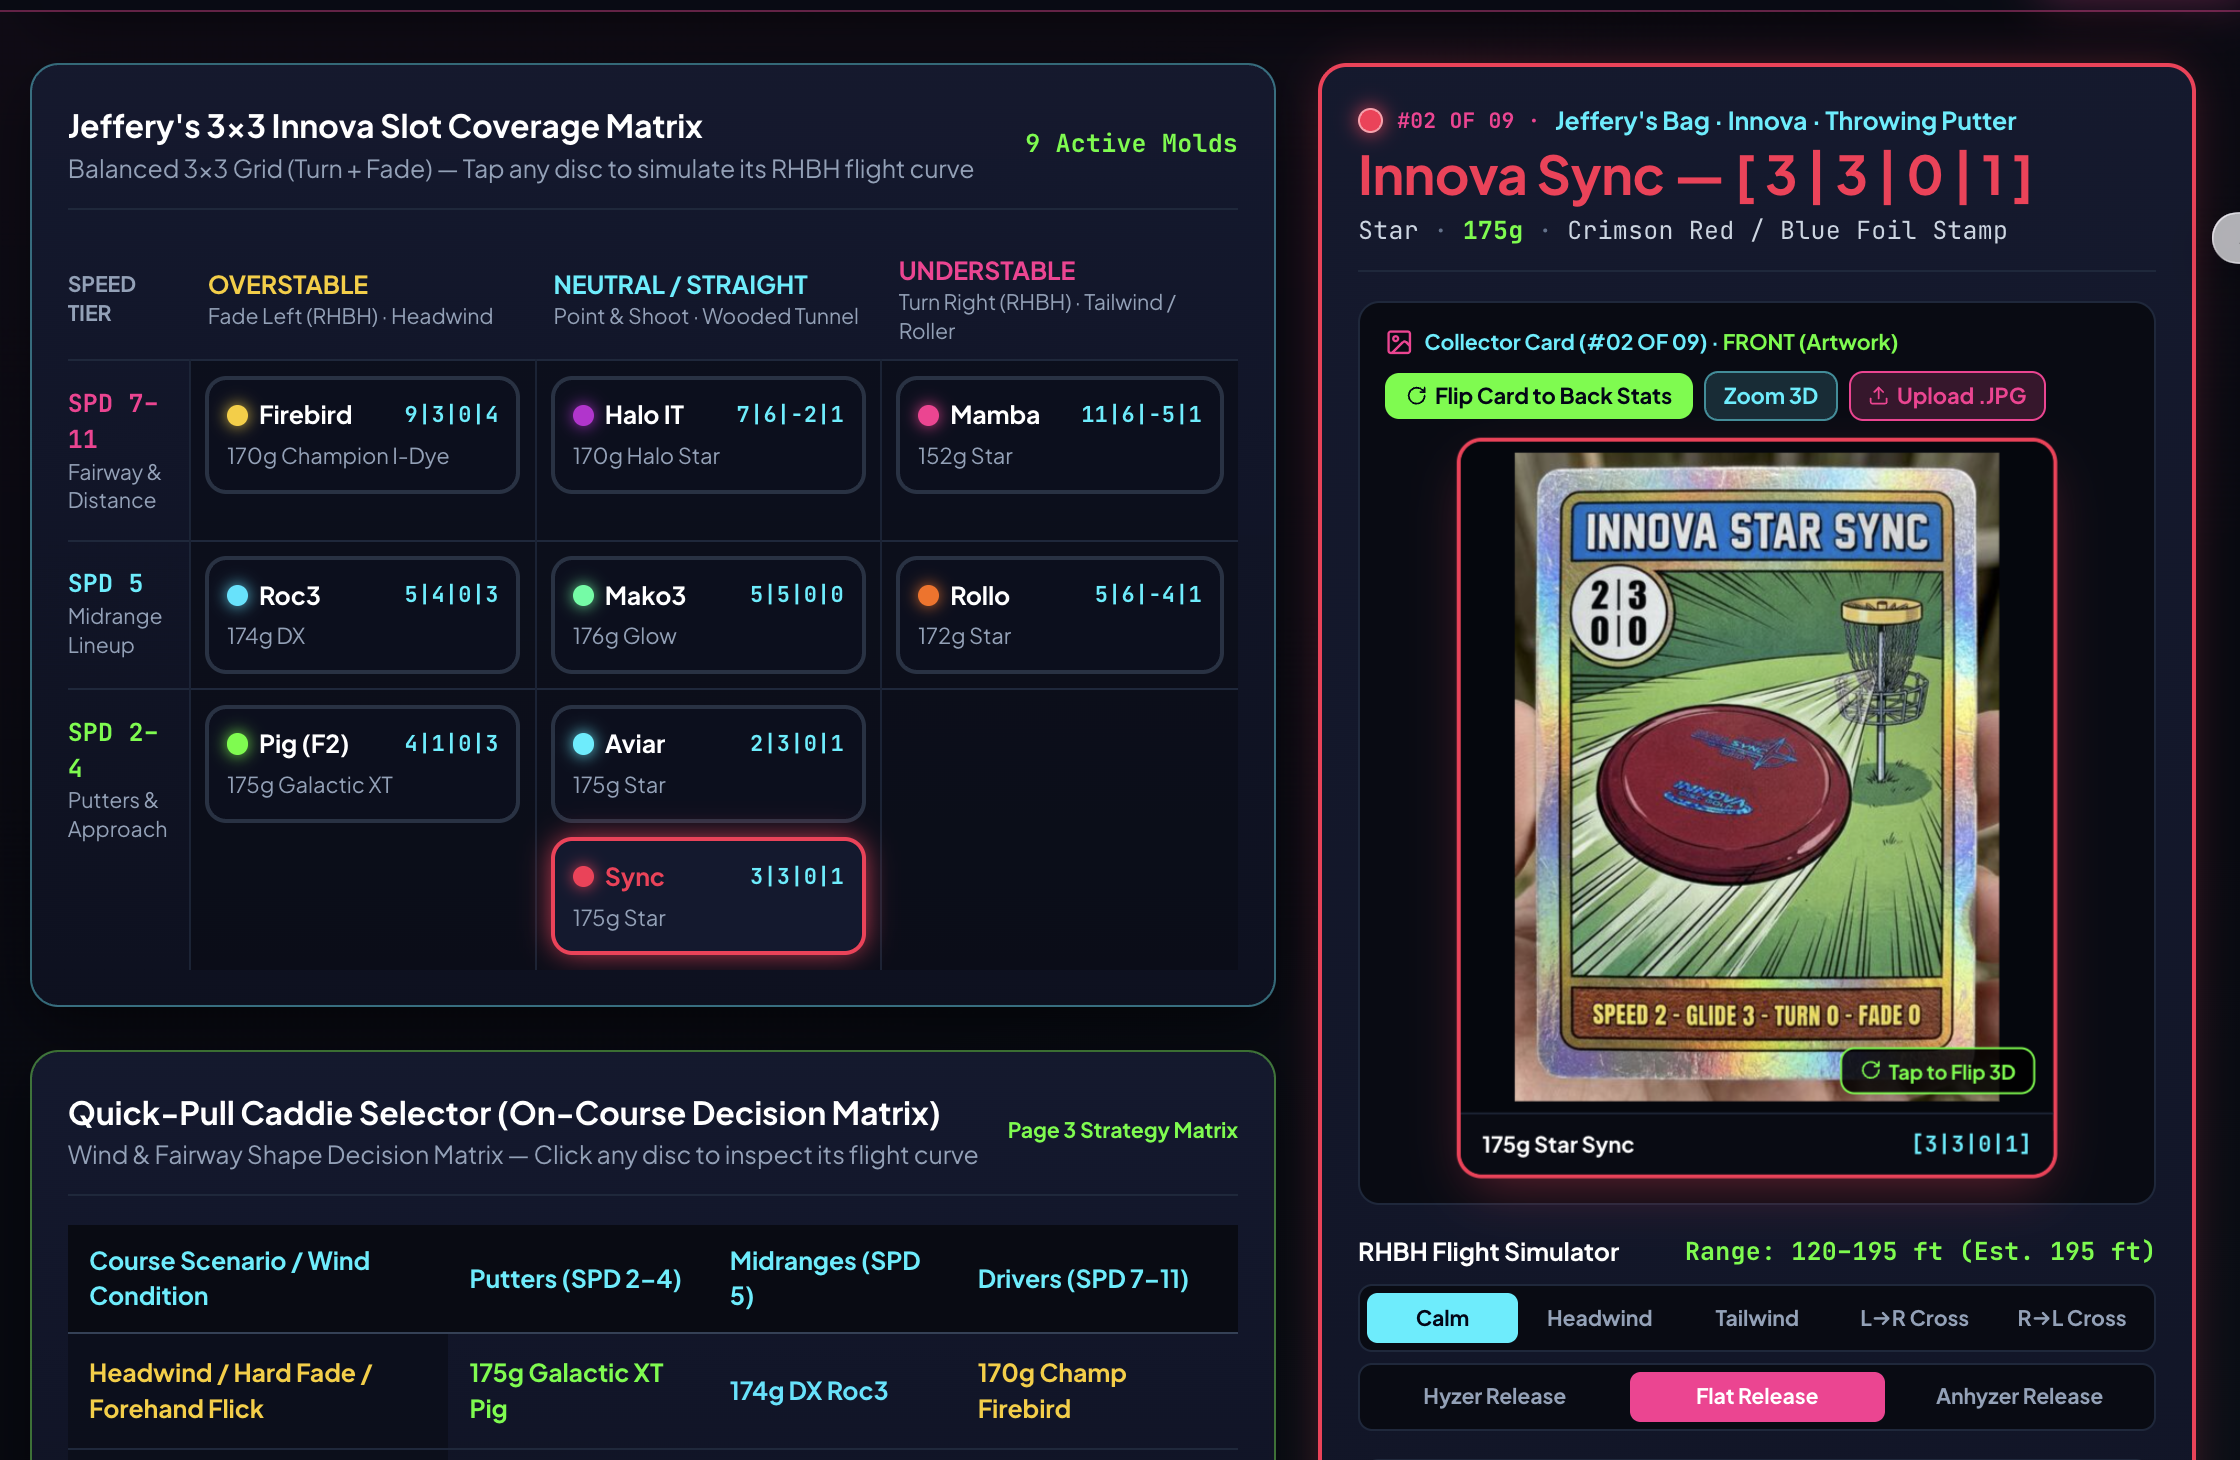 Jeffery's 3×3 Innova Slot Coverage Matrix
9 Active Molds
Balanced 3×3 Grid (Turn + Fade) — Tap any disc to simulate its RHBH flight curve
SPEED
TIER
OVERSTABLE
Fade Left (RHBH) · Headwind
NEUTRAL / STRAIGHT
Point & Shoot · Wooded Tunnel
UNDERSTABLE
Turn Right (RHBH) · Tailwind /
Roller
SPD 7–
11
Fairway &
Distance
Firebird 9|3|0|4
170g Champion I-Dye
Halo IT 7|6|-2|1
170g Halo Star
Mamba 11|6|-5|1
152g Star
SPD 5
Midrange
Lineup
Roc3 5|4|0|3
174g DX
Mako3 5|5|0|0
176g Glow
Rollo 5|6|-4|1
172g Star
SPD 2–
4
Putters &
Approach
Pig (F2) 4|1|0|3
175g Galactic XT
Aviar 2|3|0|1
175g Star
Sync 3|3|0|1
175g Star
Quick-Pull Caddie Selector (On-Course Decision Matrix)
Page 3 Strategy Matrix
Wind & Fairway Shape Decision Matrix — Click any disc to inspect its flight curve
Course Scenario / Wind
Condition
Putters (SPD 2–4)
Midranges (SPD
5)
Drivers (SPD 7–11)
Headwind / Hard Fade /
Forehand Flick
175g Galactic XT
Pig
174g DX Roc3
170g Champ
Firebird
#02 OF 09 · Jeffery's Bag · Innova · Throwing Putter
Innova Sync — [ 3 | 3 | 0 | 1 ]
Star · 175g · Crimson Red / Blue Foil Stamp
Collector Card (#02 OF 09) · FRONT (Artwork)
Flip Card to Back Stats
Zoom 3D
Upload .JPG
INNOVA STAR SYNC
2|3
0|0
SYNC
INNOVA
DISC GOLF
SPEED 2 - GLIDE 3 - TURN 0 - FADE 0
Tap to Flip 3D
175g Star Sync
[3|3|0|1]
RHBH Flight Simulator
Range: 120–195 ft (Est. 195 ft)
Calm
Headwind
Tailwind
L→R Cross
R→L Cross
Hyzer Release
Flat Release
Anhyzer Release